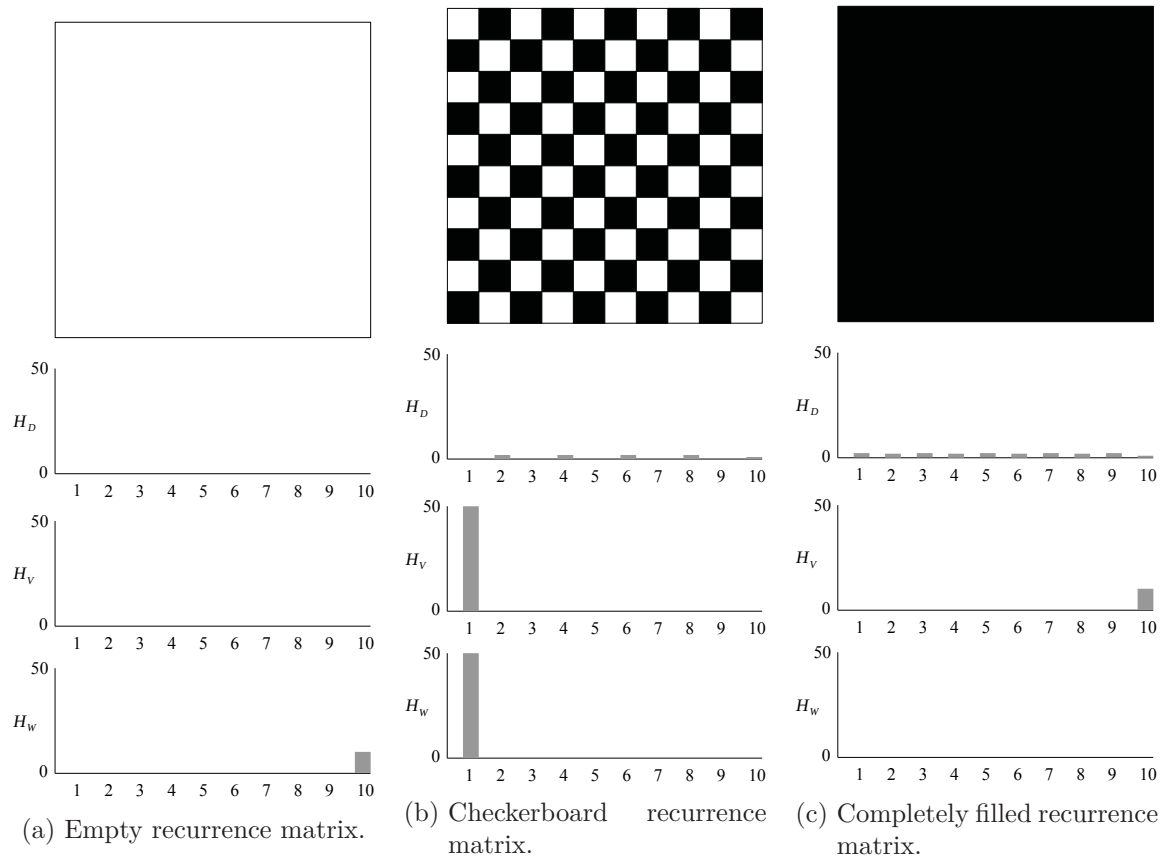 50
H_D
0
1 2 3 4 5 6 7 8 9 10
50
H_V
0
1 2 3 4 5 6 7 8 9 10
50
H_W
0
1 2 3 4 5 6 7 8 9 10
(a) Empty recurrence matrix.
50
H_D
0
1 2 3 4 5 6 7 8 9 10
50
H_V
0
1 2 3 4 5 6 7 8 9 10
50
H_W
0
1 2 3 4 5 6 7 8 9 10
(b) Checkerboard recurrence
matrix.
50
H_D
0
1 2 3 4 5 6 7 8 9 10
50
H_V
0
1 2 3 4 5 6 7 8 9 10
50
H_W
0
1 2 3 4 5 6 7 8 9 10
(c) Completely filled recurrence
matrix.